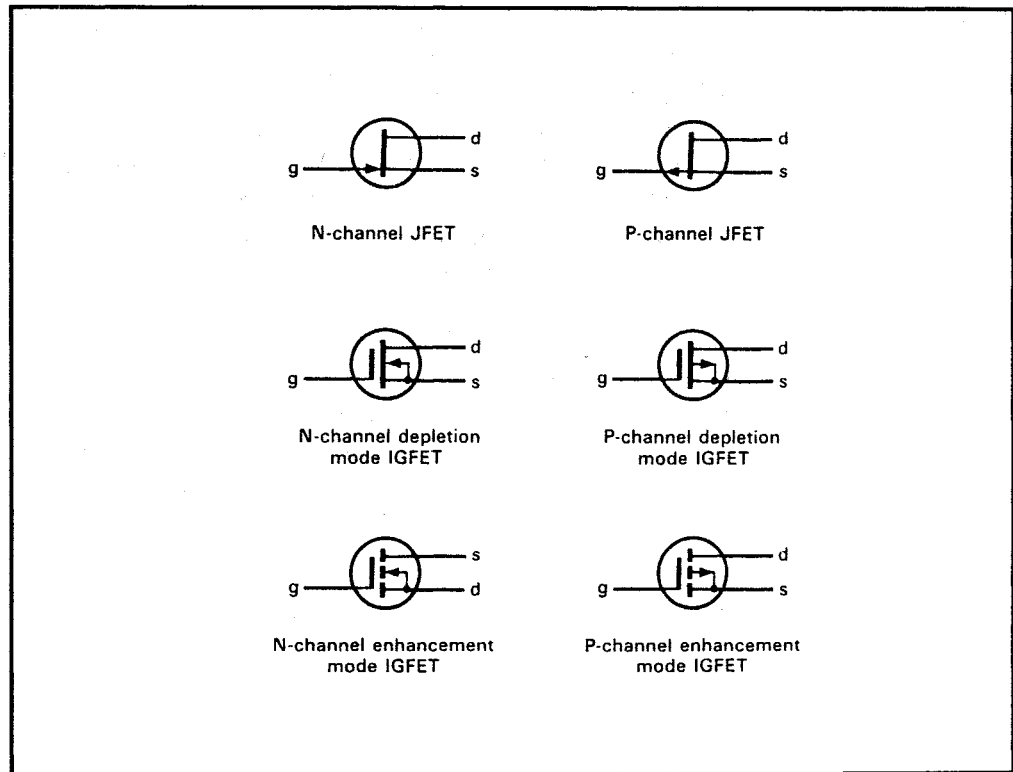 d
g
s
N-channel JFET
d
g
s
P-channel JFET
d
g
s
N-channel depletion
mode IGFET
d
g
s
P-channel depletion
mode IGFET
s
g
d
N-channel enhancement
mode IGFET
d
g
s
P-channel enhancement
mode IGFET